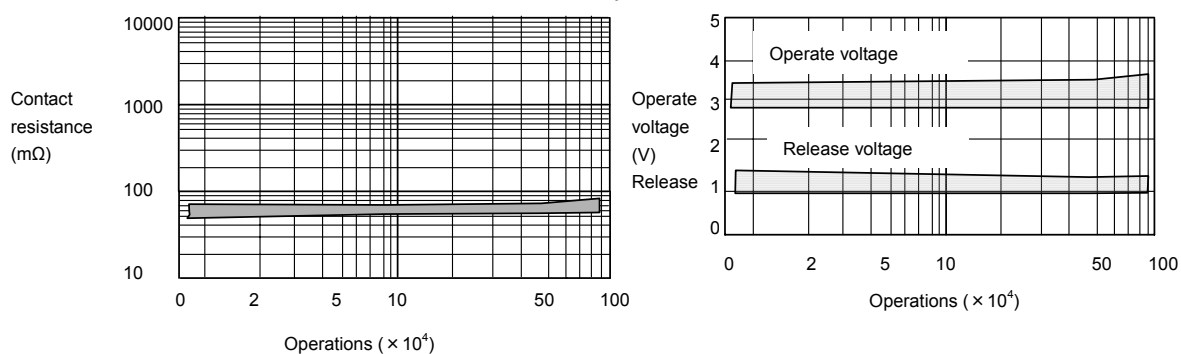 10000
1000
100
10
Contact
resistance
(mΩ)
0 2 5 10 50 100
Operations ( × 10⁴)
5
4
3
2
1
0
Operate
voltage
(V)
Release
Operate voltage
Release voltage
0 2 5 10 50 100
Operations ( × 10⁴)